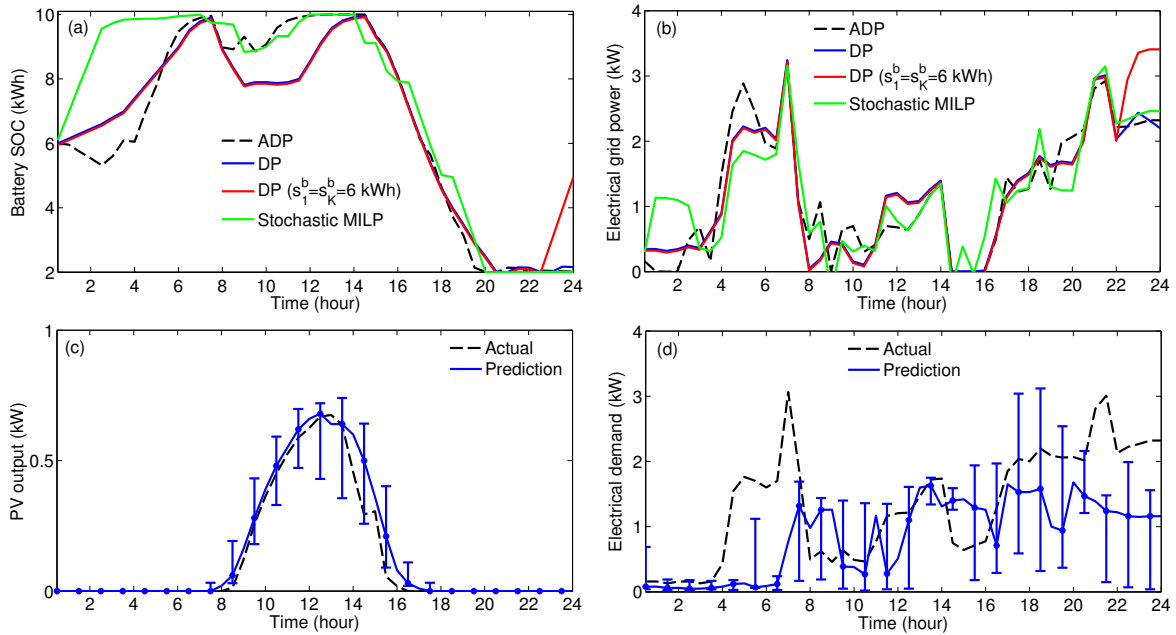 (a)
Battery SOC (kWh)
10
8
6
4
2
ADP
DP
DP (s₁ᵇ=s_Kᵇ=6 kWh)
Stochastic MILP
2 4 6 8 10 12 14 16 18 20 22 24
Time (hour)
(b)
Electrical grid power (kW)
4
3
2
1
0
ADP
DP
DP (s₁ᵇ=s_Kᵇ=6 kWh)
Stochastic MILP
2 4 6 8 10 12 14 16 18 20 22 24
Time (hour)
(c)
PV output (kW)
1
0.5
0
Actual
Prediction
2 4 6 8 10 12 14 16 18 20 22 24
Time (hour)
(d)
Electrical demand (kW)
4
3
2
1
0
Actual
Prediction
2 4 6 8 10 12 14 16 18 20 22 24
Time (hour)